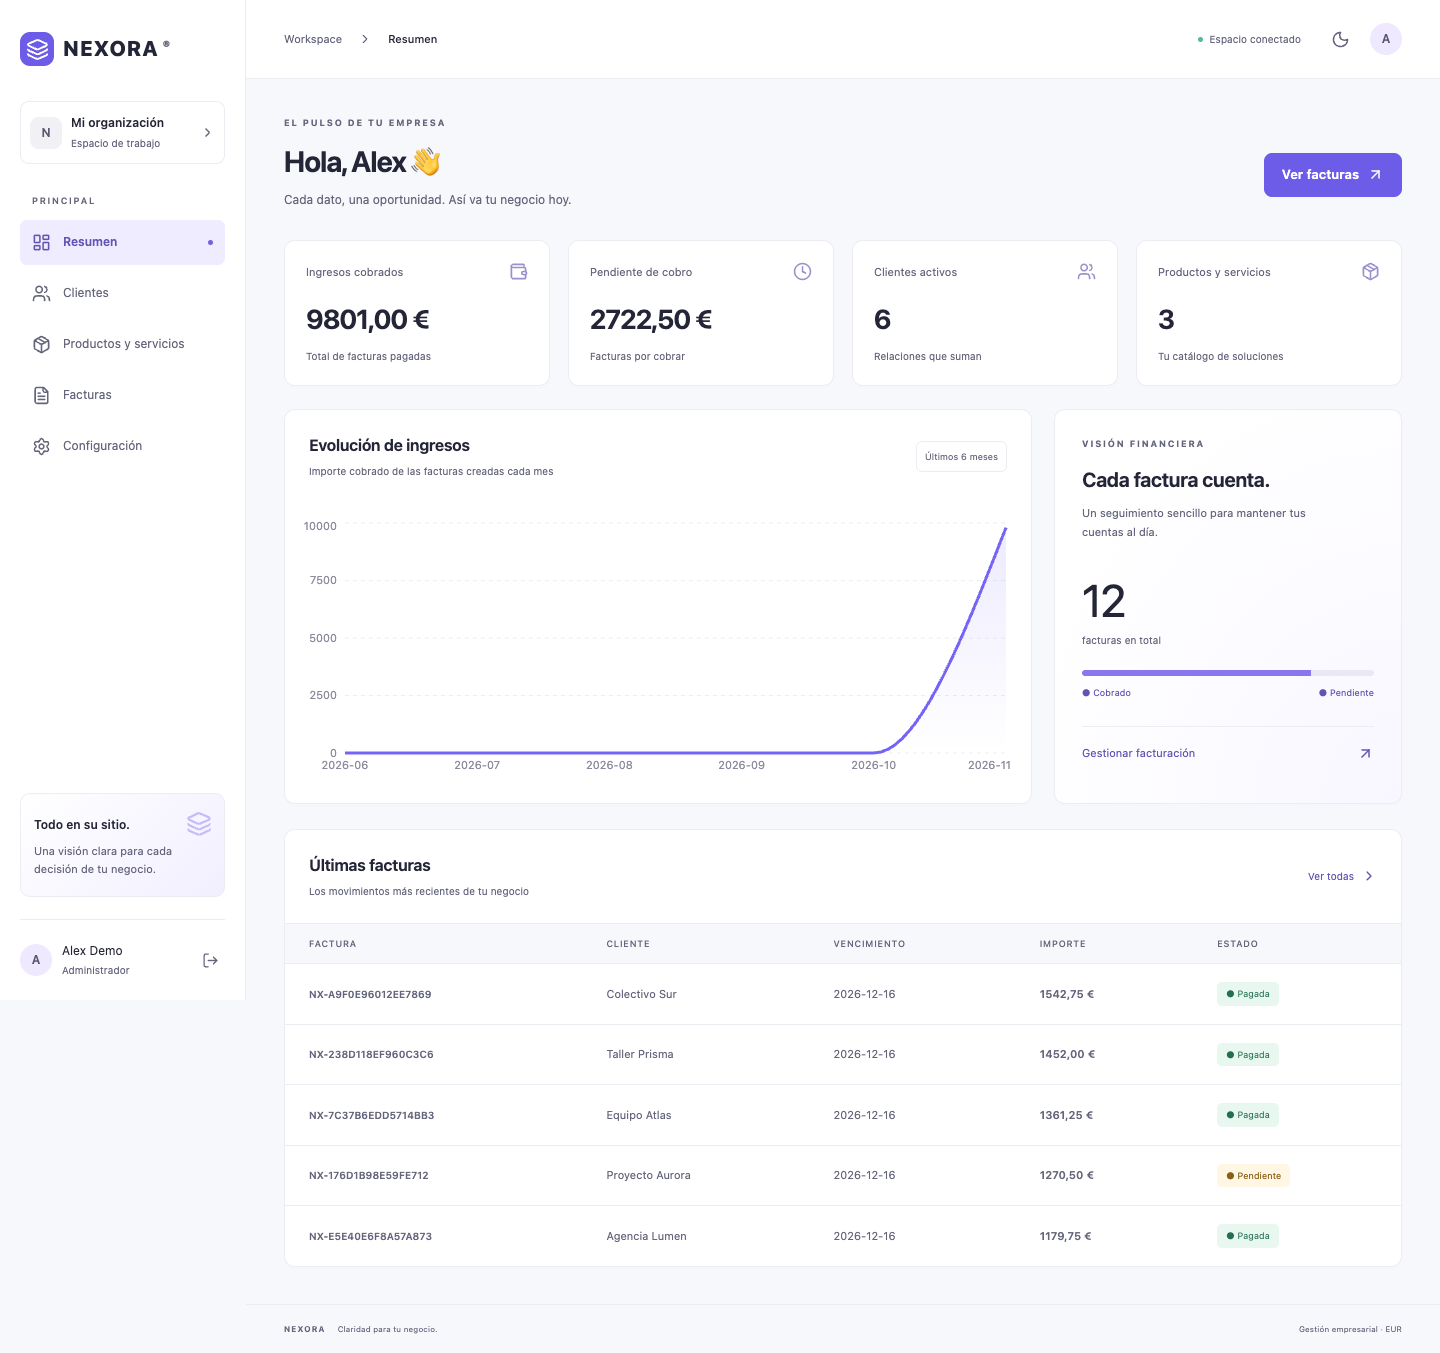 NEXORA ®
N
Mi organización
Espacio de trabajo
PRINCIPAL
Resumen
Clientes
Productos y servicios
Facturas
Configuración
Todo en su sitio.
Una visión clara para cada
decisión de tu negocio.
A
Alex Demo
Administrador
Workspace
Resumen
Espacio conectado
A
EL PULSO DE TU EMPRESA
Hola, Alex 👋
Cada dato, una oportunidad. Así va tu negocio hoy.
Ver facturas
Ingresos cobrados
9801,00 €
Total de facturas pagadas
Pendiente de cobro
2722,50 €
Facturas por cobrar
Clientes activos
6
Relaciones que suman
Productos y servicios
3
Tu catálogo de soluciones
Evolución de ingresos
Importe cobrado de las facturas creadas cada mes
Últimos 6 meses
10000
7500
5000
2500
0
2026-06 2026-07 2026-08 2026-09 2026-10 2026-11
VISIÓN FINANCIERA
Cada factura cuenta.
Un seguimiento sencillo para mantener tus
cuentas al día.
12
facturas en total
Cobrado Pendiente
Gestionar facturación
Últimas facturas
Los movimientos más recientes de tu negocio
Ver todas
FACTURA CLIENTE VENCIMIENTO IMPORTE ESTADO
NX-A9F0E96012EE7869 Colectivo Sur 2026-12-16 1542,75 € Pagada
NX-238D118EF960C3C6 Taller Prisma 2026-12-16 1452,00 € Pagada
NX-7C37B6EDD5714BB3 Equipo Atlas 2026-12-16 1361,25 € Pagada
NX-176D1B98E59FE712 Proyecto Aurora 2026-12-16 1270,50 € Pendiente
NX-E5E40E6F8A57A873 Agencia Lumen 2026-12-16 1179,75 € Pagada
NEXORA Claridad para tu negocio.
Gestión empresarial · EUR